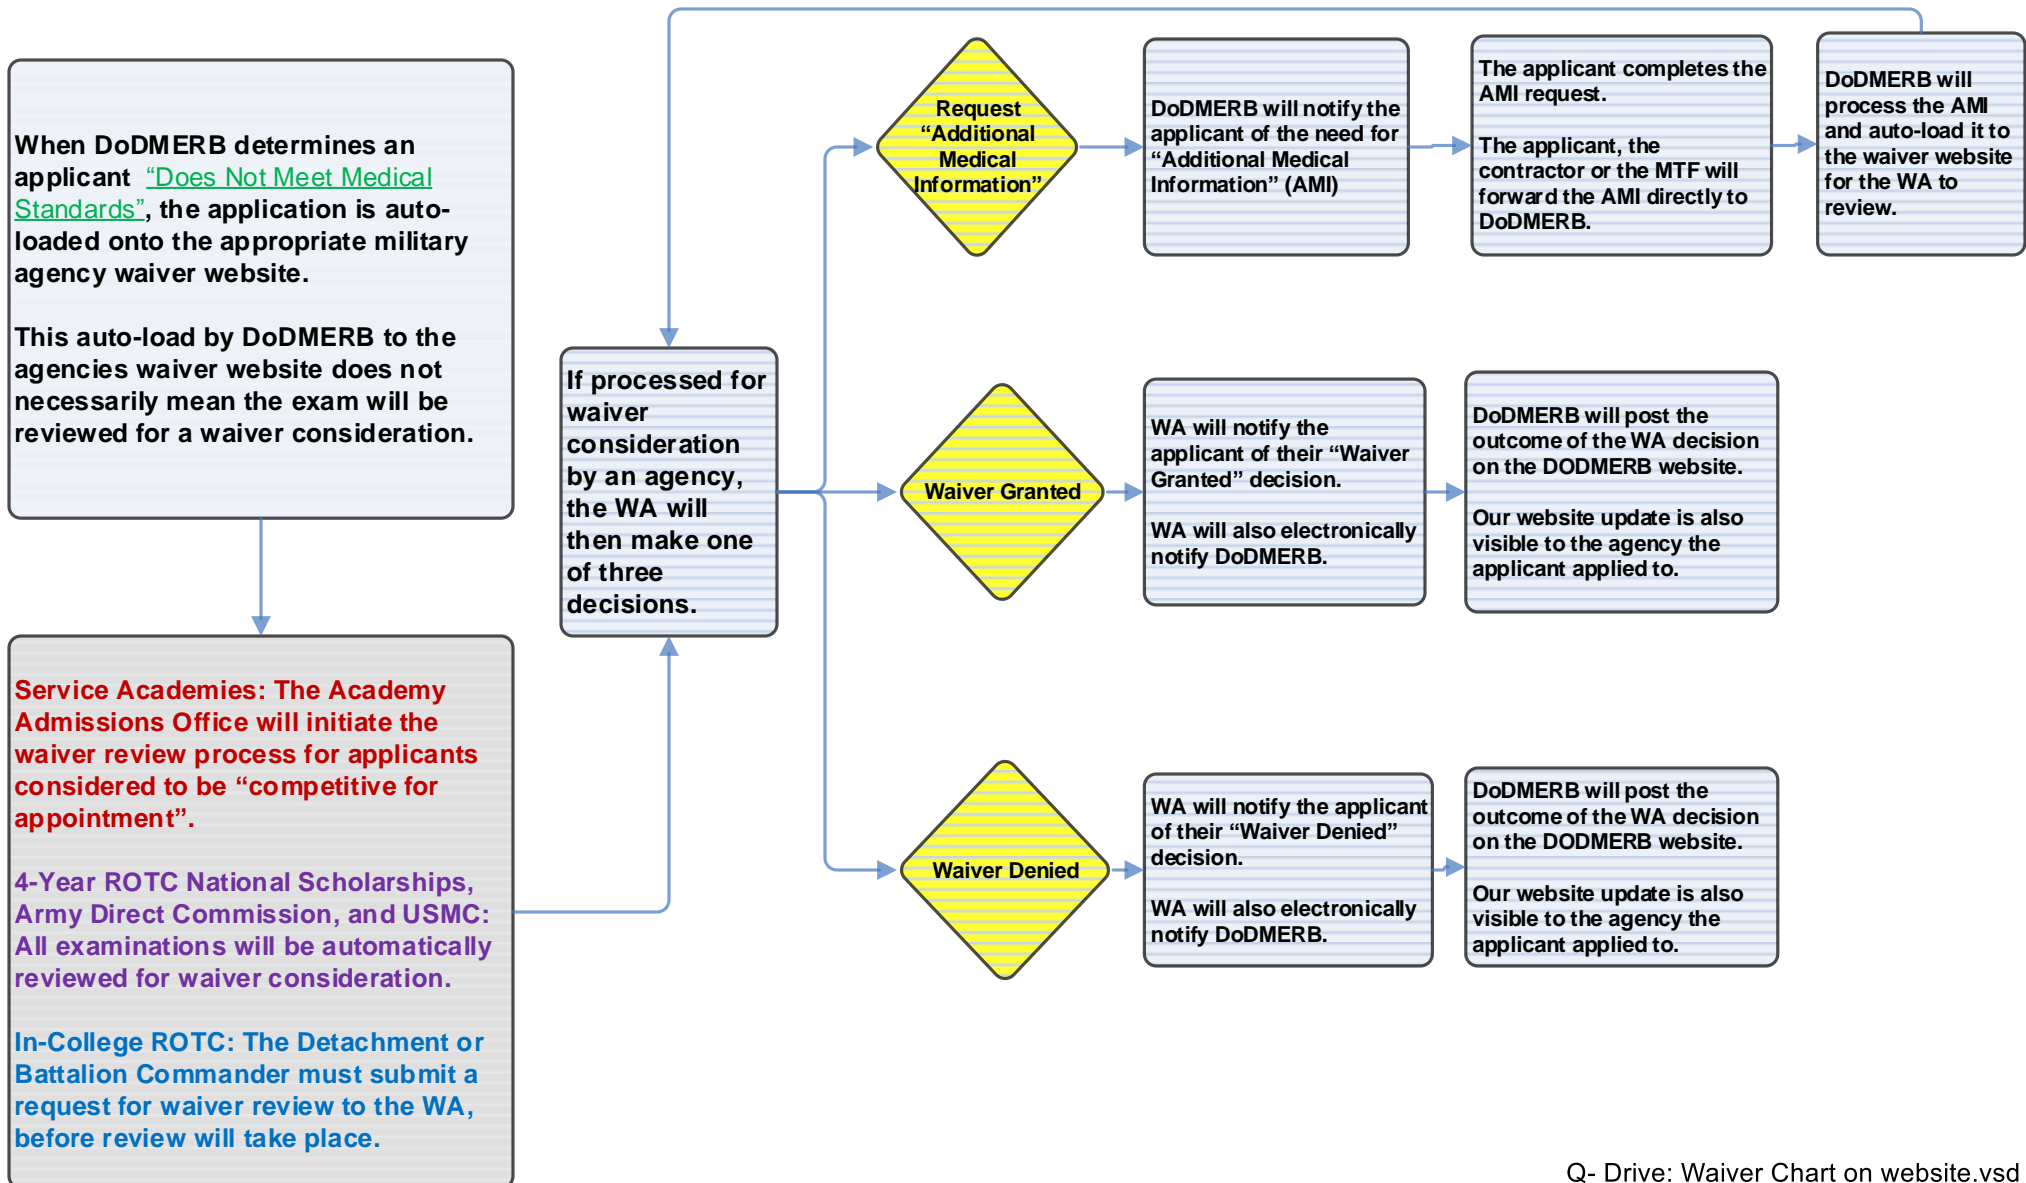 When DoDMERB determines an
applicant “Does Not Meet Medical
Standards”, the application is auto-
loaded onto the appropriate military
agency waiver website.
This auto-load by DoDMERB to the
agencies waiver website does not
necessarily mean the exam will be
reviewed for a waiver consideration.
Service Academies: The Academy
Admissions Office will initiate the
waiver review process for applicants
considered to be “competitive for
appointment”.
4-Year ROTC National Scholarships,
Army Direct Commission, and USMC:
All examinations will be automatically
reviewed for waiver consideration.
In-College ROTC: The Detachment or
Battalion Commander must submit a
request for waiver review to the WA,
before review will take place.
If processed for
waiver
consideration
by an agency,
the WA will
then make one
of three
decisions.
Request
“Additional
Medical
Information”
DoDMERB will notify the
applicant of the need for
“Additional Medical
Information” (AMI)
The applicant completes the
AMI request.
The applicant, the
contractor or the MTF will
forward the AMI directly to
DoDMERB.
DoDMERB will
process the AMI
and auto-load it to
the waiver website
for the WA to
review.
Waiver Granted
WA will notify the
applicant of their “Waiver
Granted” decision.
WA will also electronically
notify DoDMERB.
DoDMERB will post the
outcome of the WA decision
on the DODMERB website.
Our website update is also
visible to the agency the
applicant applied to.
Waiver Denied
WA will notify the applicant
of their “Waiver Denied”
decision.
WA will also electronically
notify DoDMERB.
DoDMERB will post the
outcome of the WA decision
on the DODMERB website.
Our website update is also
visible to the agency the
applicant applied to.
Q- Drive: Waiver Chart on website.vsd